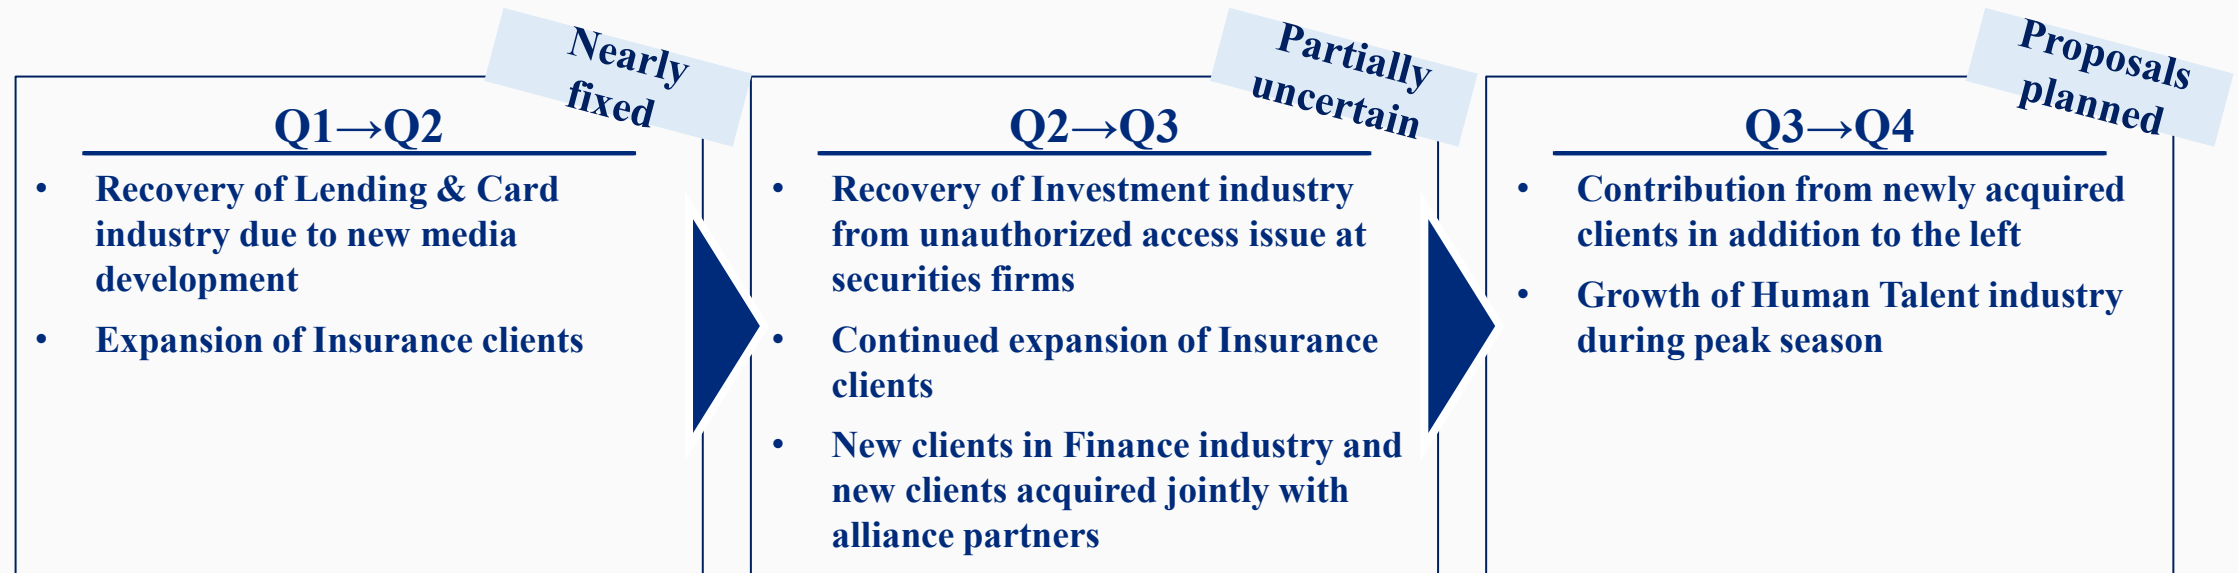 Nearly
fixed
Q1→Q2
• Recovery of Lending & Card
industry due to new media
development
• Expansion of Insurance clients
Partially
uncertain
Q2→Q3
• Recovery of Investment industry
from unauthorized access issue at
securities firms
• Continued expansion of Insurance
clients
• New clients in Finance industry and
new clients acquired jointly with
alliance partners
Proposals
planned
Q3→Q4
• Contribution from newly acquired
clients in addition to the left
• Growth of Human Talent industry
during peak season